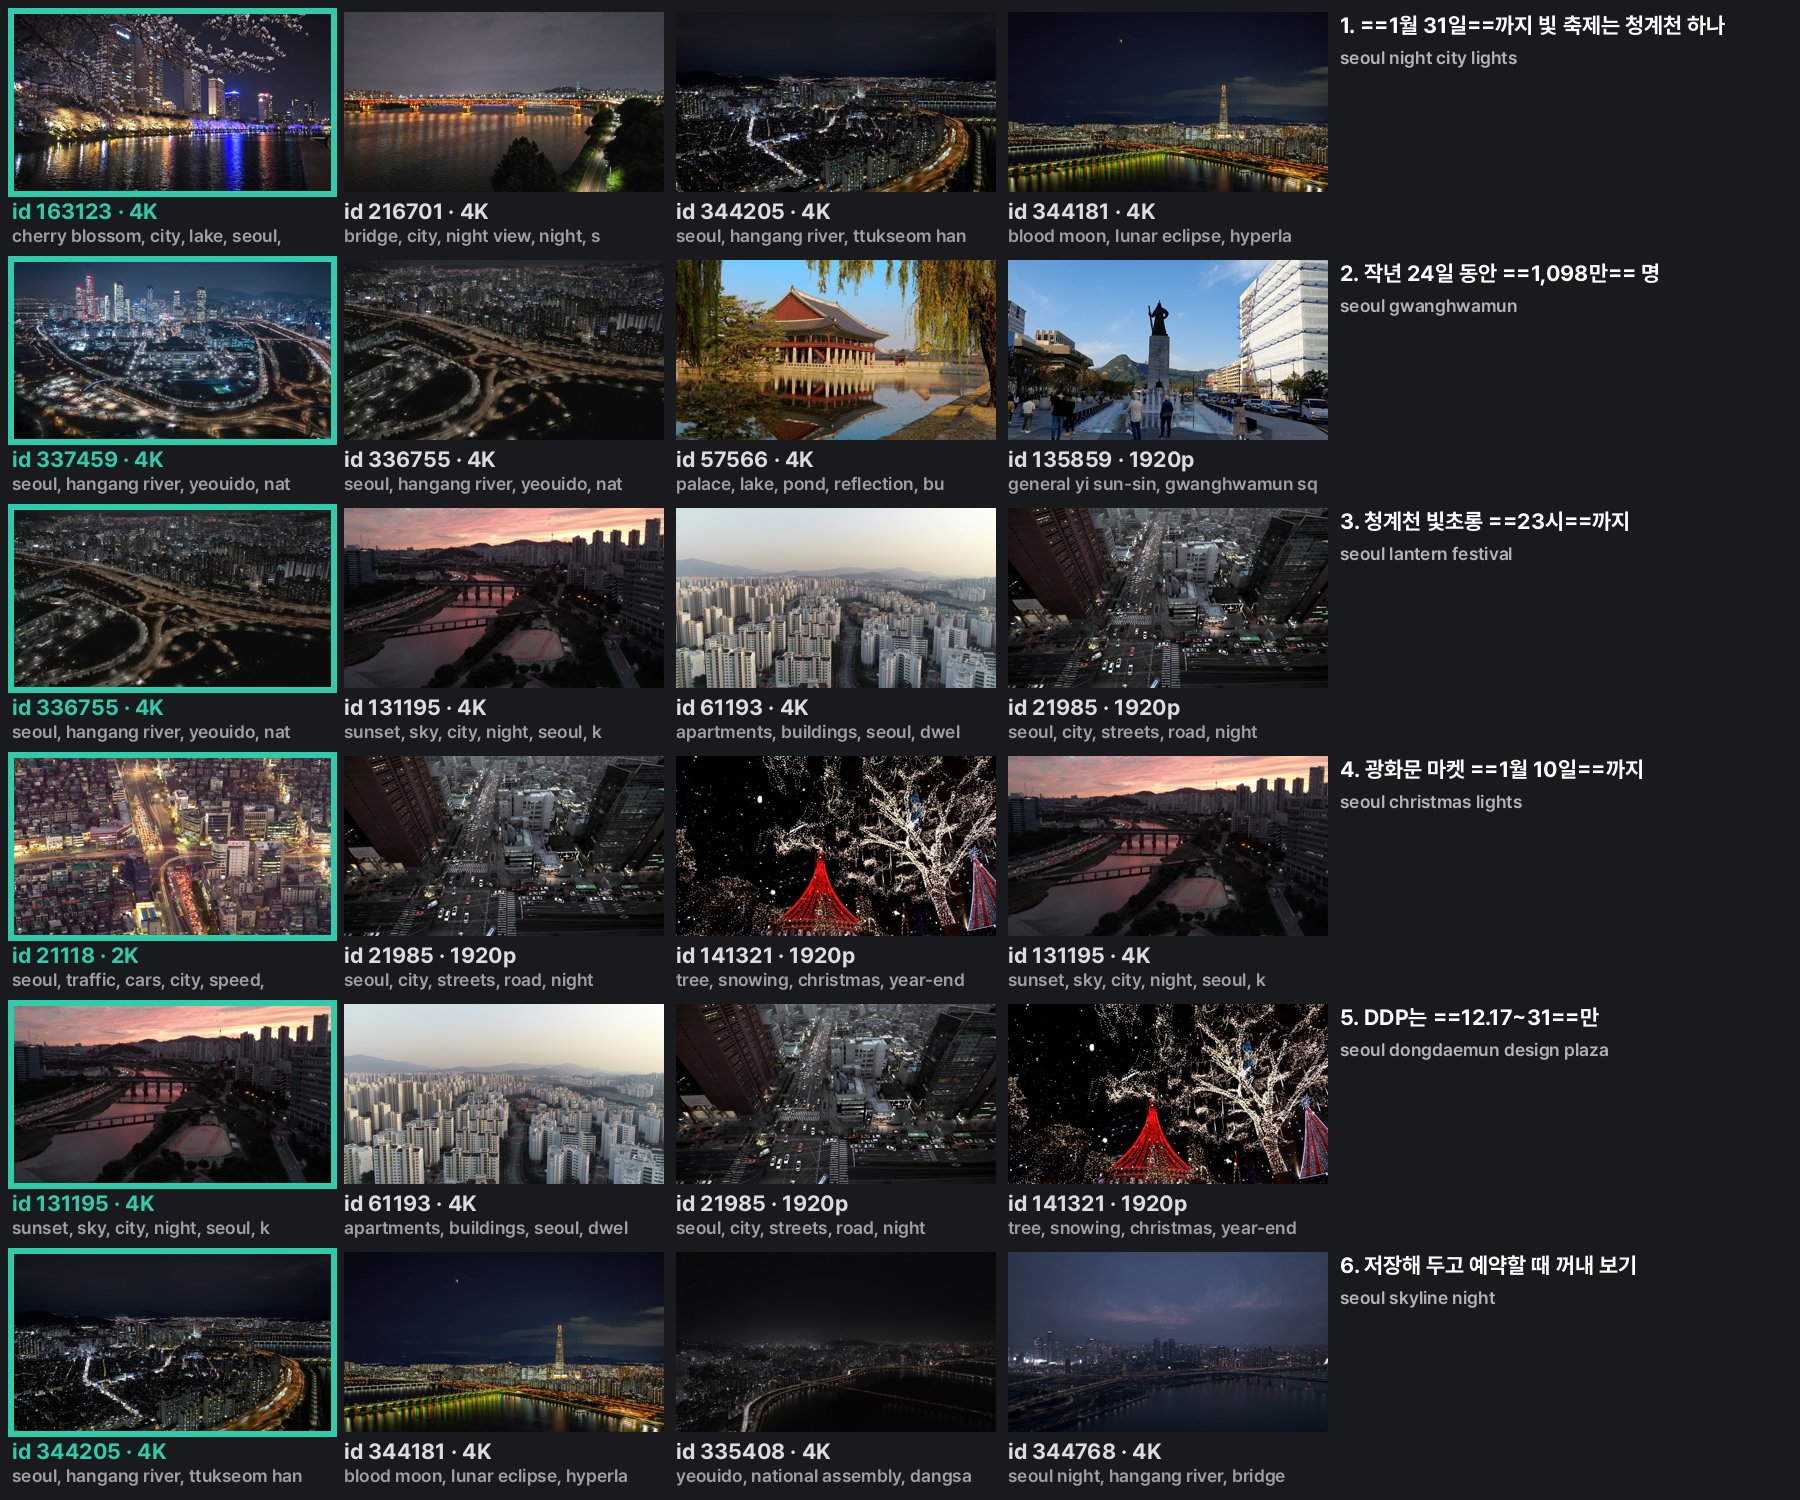 1. ==1월 31일==까지 빛 축제는 청계천 하나
seoul night city lights
id 163123 · 4K
cherry blossom, city, lake, seoul,
id 216701 · 4K
bridge, city, night view, night, s
id 344205 · 4K
seoul, hangang river, ttukseom han
id 344181 · 4K
blood moon, lunar eclipse, hyperla
2. 작년 24일 동안 ==1,098만== 명
seoul gwanghwamun
id 337459 · 4K
seoul, hangang river, yeouido, nat
id 336755 · 4K
seoul, hangang river, yeouido, nat
id 57566 · 4K
palace, lake, pond, reflection, bu
id 135859 · 1920p
general yi sun-sin, gwanghwamun sq
3. 청계천 빛초롱 ==23시==까지
seoul lantern festival
id 336755 · 4K
seoul, hangang river, yeouido, nat
id 131195 · 4K
sunset, sky, city, night, seoul, k
id 61193 · 4K
apartments, buildings, seoul, dwel
id 21985 · 1920p
seoul, city, streets, road, night
4. 광화문 마켓 ==1월 10일==까지
seoul christmas lights
id 21118 · 2K
seoul, traffic, cars, city, speed,
id 21985 · 1920p
seoul, city, streets, road, night
id 141321 · 1920p
tree, snowing, christmas, year-end
id 131195 · 4K
sunset, sky, city, night, seoul, k
5. DDP는 ==12.17~31==만
seoul dongdaemun design plaza
id 131195 · 4K
sunset, sky, city, night, seoul, k
id 61193 · 4K
apartments, buildings, seoul, dwel
id 21985 · 1920p
seoul, city, streets, road, night
id 141321 · 1920p
tree, snowing, christmas, year-end
6. 저장해 두고 예약할 때 꺼내 보기
seoul skyline night
id 344205 · 4K
seoul, hangang river, ttukseom han
id 344181 · 4K
blood moon, lunar eclipse, hyperla
id 335408 · 4K
yeouido, national assembly, dangsa
id 344768 · 4K
seoul night, hangang river, bridge